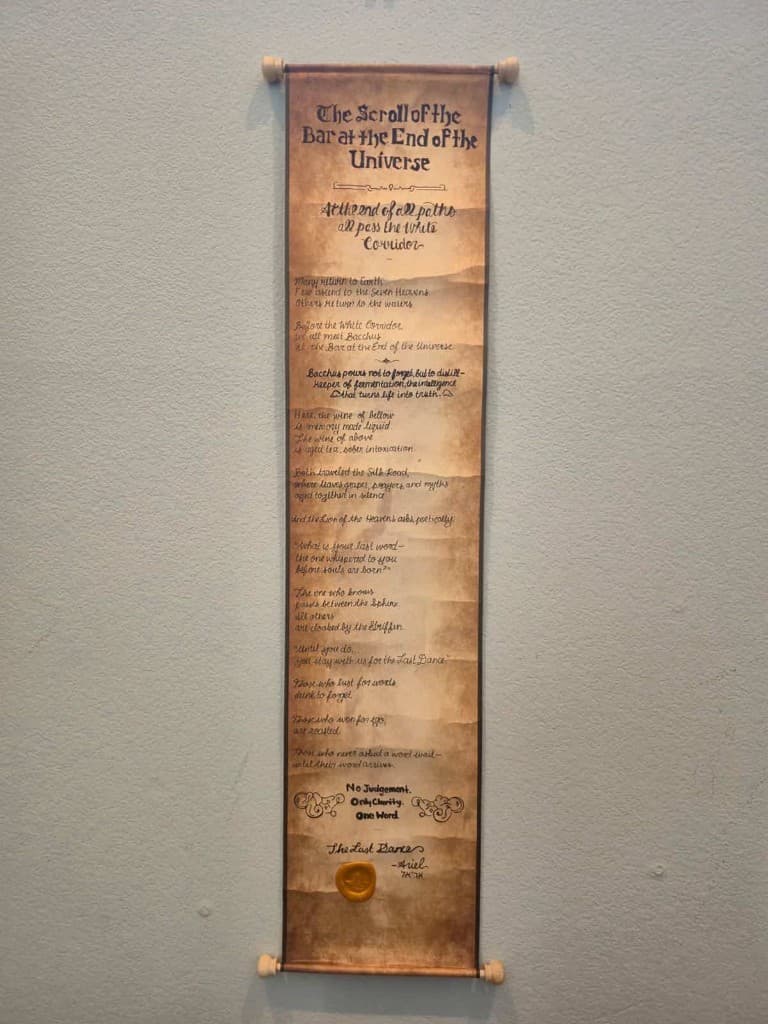 The Scroll of the
Bar at the End of the
Universe
At the end of all paths
all pass the White
Corridor
Many return to Earth
Few ascend to the Seven Heavens
Others return to the waters
Before the White Corridor
we all meet Bacchus
at the Bar at the End of the Universe
Bacchus pours not to forget, but to distill—
Keeper of fermentation, the intelligence
that turns life into truth.
Here, the wine of Bellow
is memory made liquid.
The wine of above
is aged tea, sober intoxication.
Both traveled the Silk Road,
where leaves, grapes, prayers, and myths
aged together in silence
and the Lion of the Heavens asks, poetically:
"What is your last word—
the one whispered to you
before souls are born?"
The one who knows
passes between the Sphinx
all others
are cloaked by the Griffin
"Until you do,
you stay with us for the Last Dance"
Those who lust for words,
drink to forget
Those who won for ego,
are roasted
Those who never asked a word wait—
until their word arrives.
No Judgement.
Only Clarity.
One Word.
The Last Dance
-Ariel
אריאל